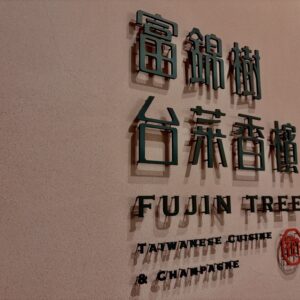 富錦樹
台菜香檳
FUJIN TREE
TAIWANESE CUISINE
& CHAMPAGNE